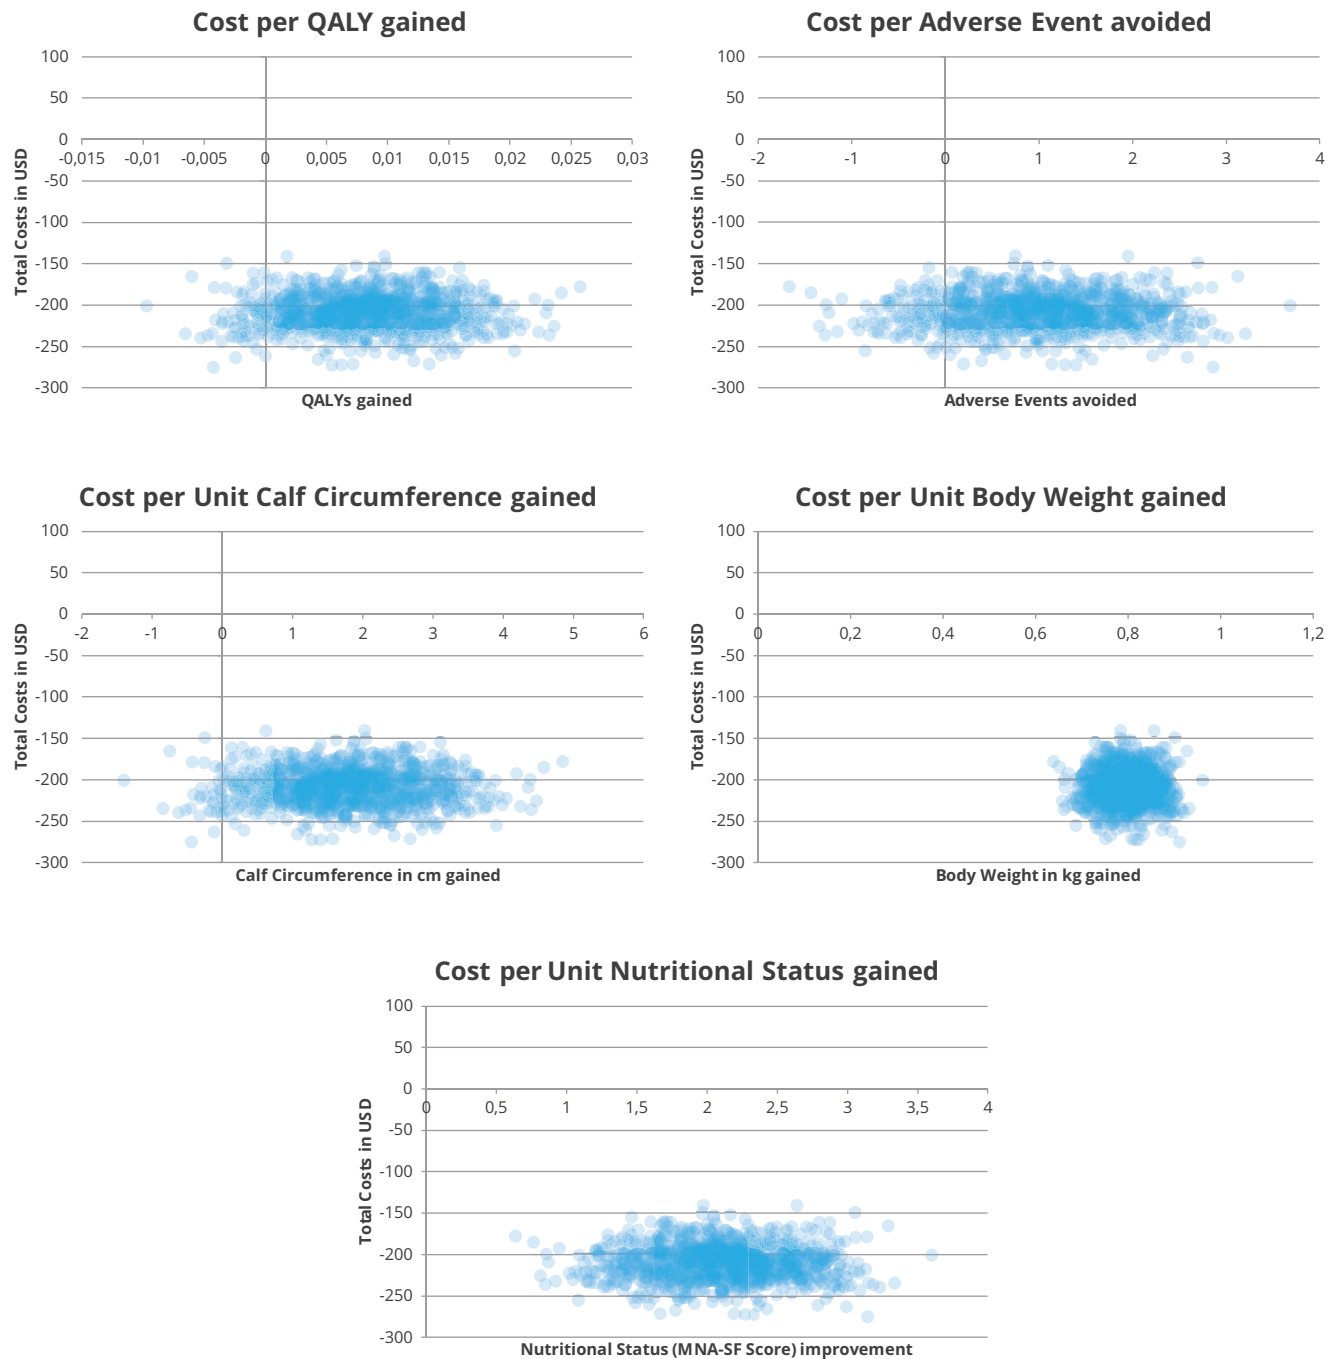 Cost per QALY gained
Total Costs in USD
100
50
0
-50
-100
-150
-200
-250
-300
-0,015 -0,01 -0,005 0 0,005 0,01 0,015 0,02 0,025 0,03
QALYs gained
Cost per Adverse Event avoided
Total Costs in USD
100
50
0
-50
-100
-150
-200
-250
-300
-2 -1 0 1 2 3 4
Adverse Events avoided
Cost per Unit Calf Circumference gained
Total Costs in USD
100
50
0
-50
-100
-150
-200
-250
-300
-2 -1 0 1 2 3 4 5 6
Calf Circumference in cm gained
Cost per Unit Body Weight gained
Total Costs in USD
100
50
0
-50
-100
-150
-200
-250
-300
0 0,2 0,4 0,6 0,8 1 1,2
Body Weight in kg gained
Cost per Unit Nutritional Status gained
Total Costs in USD
100
50
0
-50
-100
-150
-200
-250
-300
0 0,5 1 1,5 2 2,5 3 3,5 4
Nutritional Status (MNA-SF Score) improvement